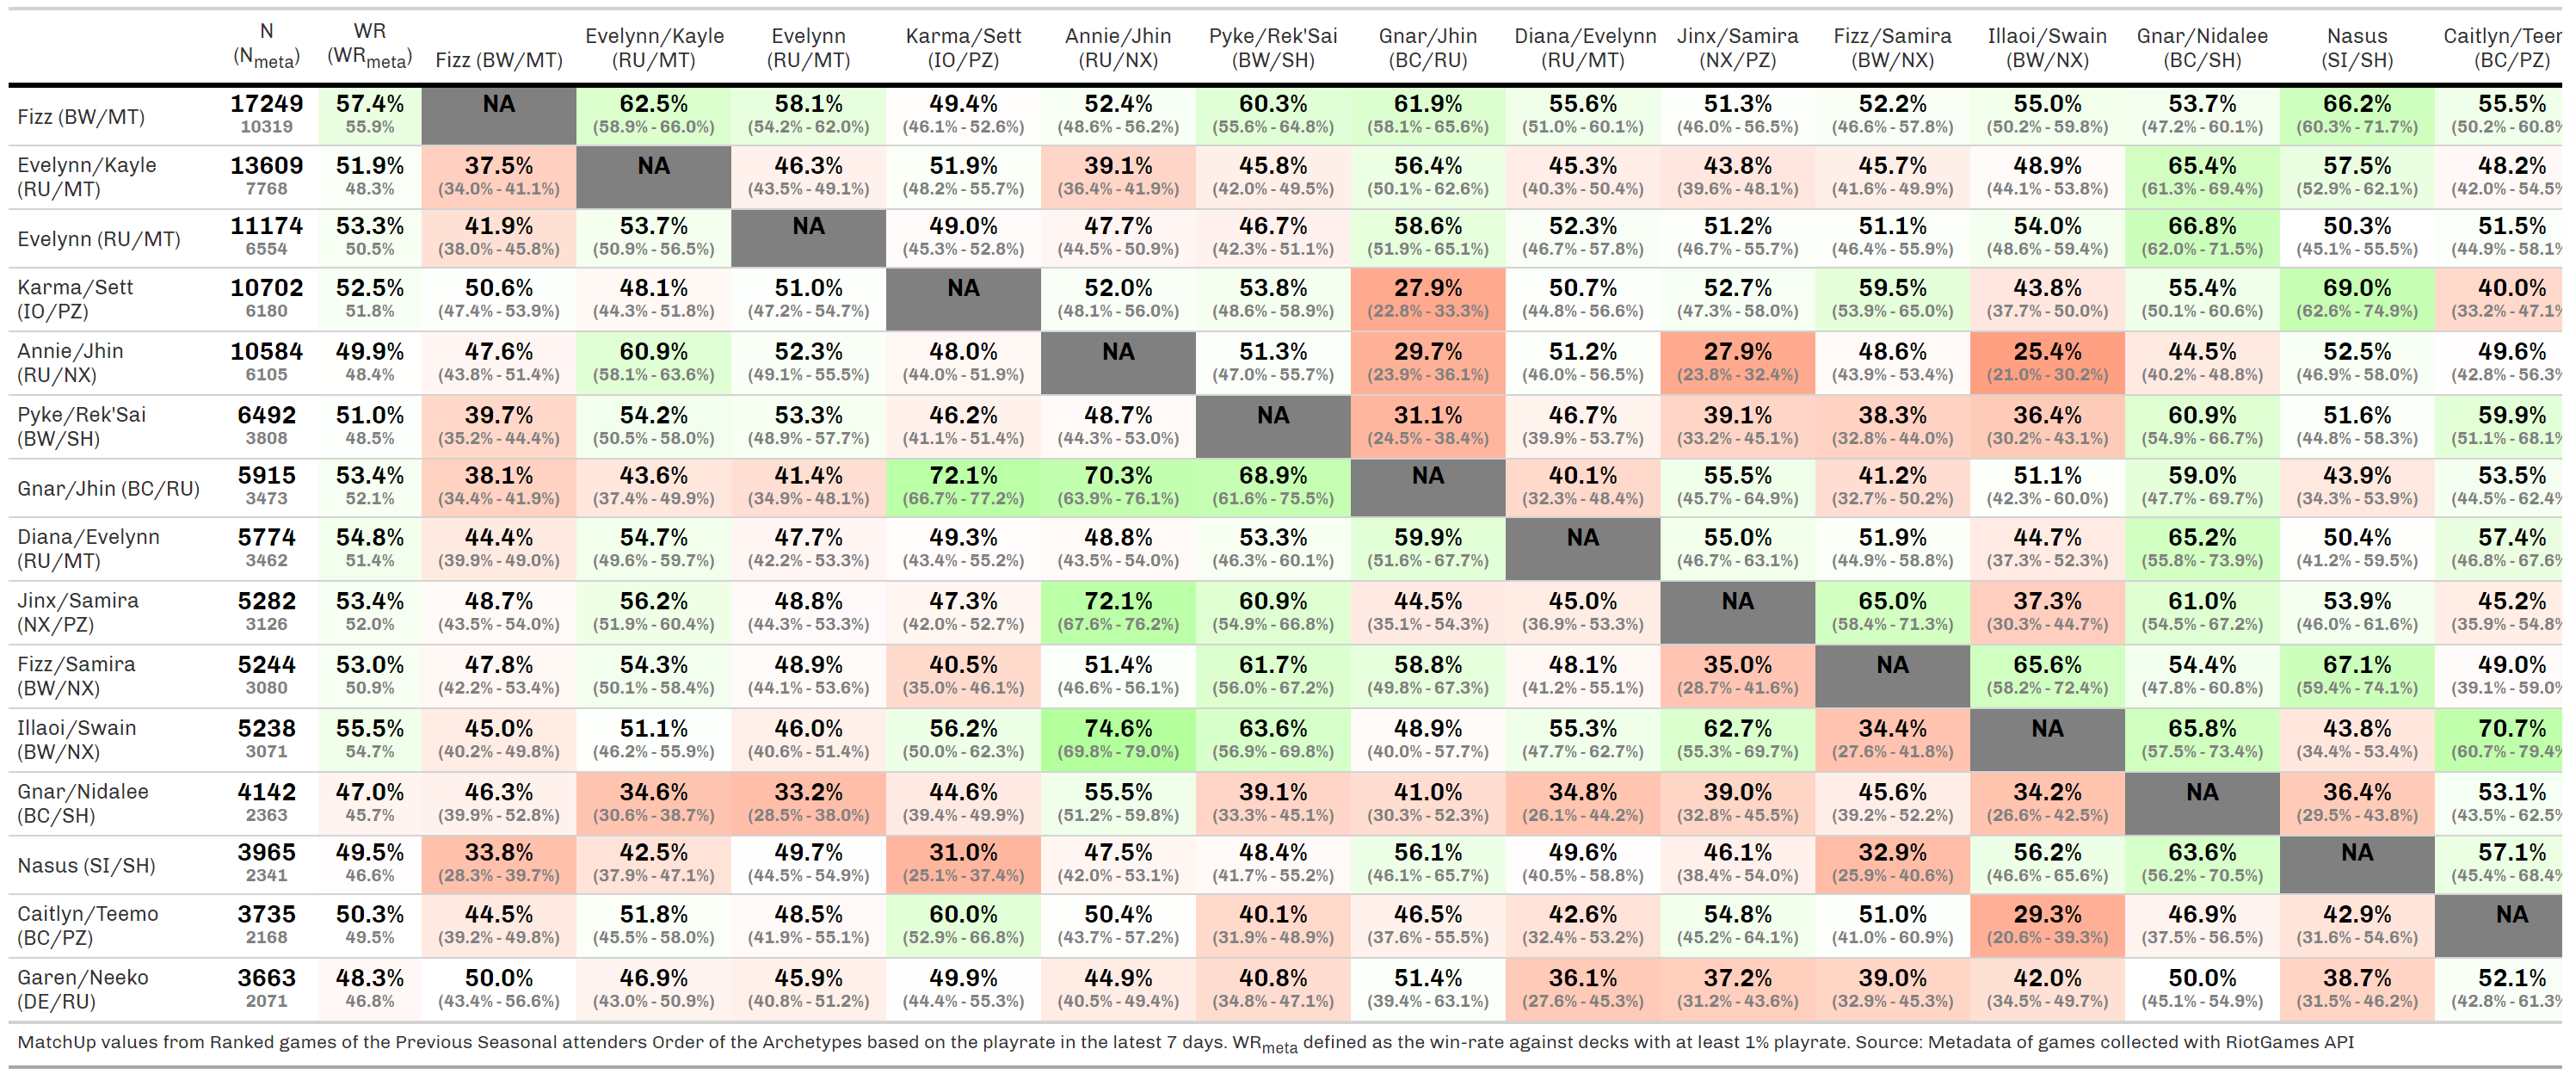 N WR Evelynn/Kayle Evelynn Karma/Sett Annie/Jhin Pyke/Rek'Sai Gnar/Jhin Diana/Evelynn Jinx/Samira Fizz/Samira Illaoi/Swain Gnar/Nidalee Nasus Caitlyn/Teer
(Nmeta) (WRmeta) Fizz (BW/MT) (RU/MT) (RU/MT) (IO/PZ) (RU/NX) (BW/SH) (BC/RU) (RU/MT) (NX/PZ) (BW/NX) (BW/NX) (BC/SH) (SI/SH) (BC/PZ)
Fizz (BW/MT) 17249 57.4% NA 62.5% 58.1% 49.4% 52.4% 60.3% 61.9% 55.6% 51.3% 52.2% 55.0% 53.7% 66.2% 55.5%
10319 55.9% (58.9% - 66.0%) (54.2% - 62.0%) (46.1% - 52.6%) (48.6% - 56.2%) (55.6% - 64.8%) (58.1% - 65.6%) (51.0% - 60.1%) (46.0% - 56.5%) (46.6% - 57.8%) (50.2% - 59.8%) (47.2% - 60.1%) (60.3% - 71.7%) (50.2% - 60.8%
Evelynn/Kayle 13609 51.9% 37.5% NA 46.3% 51.9% 39.1% 45.8% 56.4% 45.3% 43.8% 45.7% 48.9% 65.4% 57.5% 48.2%
(RU/MT) 7768 48.3% (34.0% - 41.1%) (43.5% - 49.1%) (48.2% - 55.7%) (36.4% - 41.9%) (42.0% - 49.5%) (50.1% - 62.6%) (40.3% - 50.4%) (39.6% - 48.1%) (41.6% - 49.9%) (44.1% - 53.8%) (61.3% - 69.4%) (52.9% - 62.1%) (42.0% - 54.5%
Evelynn (RU/MT) 11174 53.3% 41.9% 53.7% NA 49.0% 47.7% 46.7% 58.6% 52.3% 51.2% 51.1% 54.0% 66.8% 50.3% 51.5%
6554 50.5% (38.0% - 45.8%) (50.9% - 56.5%) (45.3% - 52.8%) (44.5% - 50.9%) (42.3% - 51.1%) (51.9% - 65.1%) (46.7% - 57.8%) (46.7% - 55.7%) (46.4% - 55.9%) (48.6% - 59.4%) (62.0% - 71.5%) (45.1% - 55.5%) (44.9% - 58.1%
Karma/Sett 10702 52.5% 50.6% 48.1% 51.0% NA 52.0% 53.8% 27.9% 50.7% 52.7% 59.5% 43.8% 55.4% 69.0% 40.0%
(IO/PZ) 6180 51.8% (47.4% - 53.9%) (44.3% - 51.8%) (47.2% - 54.7%) (48.1% - 56.0%) (48.6% - 58.9%) (22.8% - 33.3%) (44.8% - 56.6%) (47.3% - 58.0%) (53.9% - 65.0%) (37.7% - 50.0%) (50.1% - 60.6%) (62.6% - 74.9%) (33.2% - 47.1%
Annie/Jhin 10584 49.9% 47.6% 60.9% 52.3% 48.0% NA 51.3% 29.7% 51.2% 27.9% 48.6% 25.4% 44.5% 52.5% 49.6%
(RU/NX) 6105 48.4% (43.8% - 51.4%) (58.1% - 63.6%) (49.1% - 55.5%) (44.0% - 51.9%) (47.0% - 55.7%) (23.9% - 36.1%) (46.0% - 56.5%) (23.8% - 32.4%) (43.9% - 53.4%) (21.0% - 30.2%) (40.2% - 48.8%) (46.9% - 58.0%) (42.8% - 56.3%
Pyke/Rek'Sai 6492 51.0% 39.7% 54.2% 53.3% 46.2% 48.7% NA 31.1% 46.7% 39.1% 38.3% 36.4% 60.9% 51.6% 59.9%
(BW/SH) 3808 48.5% (35.2% - 44.4%) (50.5% - 58.0%) (48.9% - 57.7%) (41.1% - 51.4%) (44.3% - 53.0%) (24.5% - 38.4%) (39.9% - 53.7%) (33.2% - 45.1%) (32.8% - 44.0%) (30.2% - 43.1%) (54.9% - 66.7%) (44.8% - 58.3%) (51.1% - 68.1%
Gnar/Jhin (BC/RU) 5915 53.4% 38.1% 43.6% 41.4% 72.1% 70.3% 68.9% NA 40.1% 55.5% 41.2% 51.1% 59.0% 43.9% 53.5%
3473 52.1% (34.4% - 41.9%) (37.4% - 49.9%) (34.9% - 48.1%) (66.7% - 77.2%) (63.9% - 76.1%) (61.6% - 75.5%) (32.3% - 48.4%) (45.7% - 64.9%) (32.7% - 50.2%) (42.3% - 60.0%) (47.7% - 69.7%) (34.3% - 53.9%) (44.5% - 62.4%
Diana/Evelynn 5774 54.8% 44.4% 54.7% 47.7% 49.3% 48.8% 53.3% 59.9% NA 55.0% 51.9% 44.7% 65.2% 50.4% 57.4%
(RU/MT) 3462 51.4% (39.9% - 49.0%) (49.6% - 59.7%) (42.2% - 53.3%) (43.4% - 55.2%) (43.5% - 54.0%) (46.3% - 60.1%) (51.6% - 67.7%) (46.7% - 63.1%) (44.9% - 58.8%) (37.3% - 52.3%) (55.8% - 73.9%) (41.2% - 59.5%) (46.8% - 67.6%
Jinx/Samira 5282 53.4% 48.7% 56.2% 48.8% 47.3% 72.1% 60.9% 44.5% 45.0% NA 65.0% 37.3% 61.0% 53.9% 45.2%
(NX/PZ) 3126 52.0% (43.5% - 54.0%) (51.9% - 60.4%) (44.3% - 53.3%) (42.0% - 52.7%) (67.6% - 76.2%) (54.9% - 66.8%) (35.1% - 54.3%) (36.9% - 53.3%) (58.4% - 71.3%) (30.3% - 44.7%) (54.5% - 67.2%) (46.0% - 61.6%) (35.9% - 54.8%
Fizz/Samira 5244 53.0% 47.8% 54.3% 48.9% 40.5% 51.4% 61.7% 58.8% 48.1% 35.0% NA 65.6% 54.4% 67.1% 49.0%
(BW/NX) 3080 50.9% (42.2% - 53.4%) (50.1% - 58.4%) (44.1% - 53.6%) (35.0% - 46.1%) (46.6% - 56.1%) (56.0% - 67.2%) (49.8% - 67.3%) (41.2% - 55.1%) (28.7% - 41.6%) (58.2% - 72.4%) (47.8% - 60.8%) (59.4% - 74.1%) (39.1% - 59.0%
Illaoi/Swain 5238 55.5% 45.0% 51.1% 46.0% 56.2% 74.6% 63.6% 48.9% 55.3% 62.7% 34.4% NA 65.8% 43.8% 70.7%
(BW/NX) 3071 54.7% (40.2% - 49.8%) (46.2% - 55.9%) (40.6% - 51.4%) (50.0% - 62.3%) (69.8% - 79.0%) (56.9% - 69.8%) (40.0% - 57.7%) (47.7% - 62.7%) (55.3% - 69.7%) (27.6% - 41.8%) (57.5% - 73.4%) (34.4% - 53.4%) (60.7% - 79.4%
Gnar/Nidalee 4142 47.0% 46.3% 34.6% 33.2% 44.6% 55.5% 39.1% 41.0% 34.8% 39.0% 45.6% 34.2% NA 36.4% 53.1%
(BC/SH) 2363 45.7% (39.9% - 52.8%) (30.6% - 38.7%) (28.5% - 38.0%) (39.4% - 49.9%) (51.2% - 59.8%) (33.3% - 45.1%) (30.3% - 52.3%) (26.1% - 44.2%) (32.8% - 45.5%) (39.2% - 52.2%) (26.6% - 42.5%) (29.5% - 43.8%) (43.5% - 62.5%
Nasus (SI/SH) 3965 49.5% 33.8% 42.5% 49.7% 31.0% 47.5% 48.4% 56.1% 49.6% 46.1% 32.9% 56.2% 63.6% NA 57.1%
2341 46.6% (28.3% - 39.7%) (37.9% - 47.1%) (44.5% - 54.9%) (25.1% - 37.4%) (42.0% - 53.1%) (41.7% - 55.2%) (46.1% - 65.7%) (40.5% - 58.8%) (38.4% - 54.0%) (25.9% - 40.6%) (46.6% - 65.6%) (56.2% - 70.5%) (45.4% - 68.4%
Caitlyn/Teemo 3735 50.3% 44.5% 51.8% 48.5% 60.0% 50.4% 40.1% 46.5% 42.6% 54.8% 51.0% 29.3% 46.9% 42.9% NA
(BC/PZ) 2168 49.5% (39.2% - 49.8%) (45.5% - 58.0%) (41.9% - 55.1%) (52.9% - 66.8%) (43.7% - 57.2%) (31.9% - 48.9%) (37.6% - 55.5%) (32.4% - 53.2%) (45.2% - 64.1%) (41.0% - 60.9%) (20.6% - 39.3%) (37.5% - 56.5%) (31.6% - 54.6%)
Garen/Neeko 3663 48.3% 50.0% 46.9% 45.9% 49.9% 44.9% 40.8% 51.4% 36.1% 37.2% 39.0% 42.0% 50.0% 38.7% 52.1%
(DE/RU) 2071 46.8% (43.4% - 56.6%) (43.0% - 50.9%) (40.8% - 51.2%) (44.4% - 55.3%) (40.5% - 49.4%) (34.8% - 47.1%) (39.4% - 63.1%) (27.6% - 45.3%) (31.2% - 43.6%) (32.9% - 45.3%) (34.5% - 49.7%) (45.1% - 54.9%) (31.5% - 46.2%) (42.8% - 61.3%
MatchUp values from Ranked games of the Previous Seasonal attenders Order of the Archetypes based on the playrate in the latest 7 days. WRmeta defined as the win-rate against decks with at least 1% playrate. Source: Metadata of games collected with RiotGames API